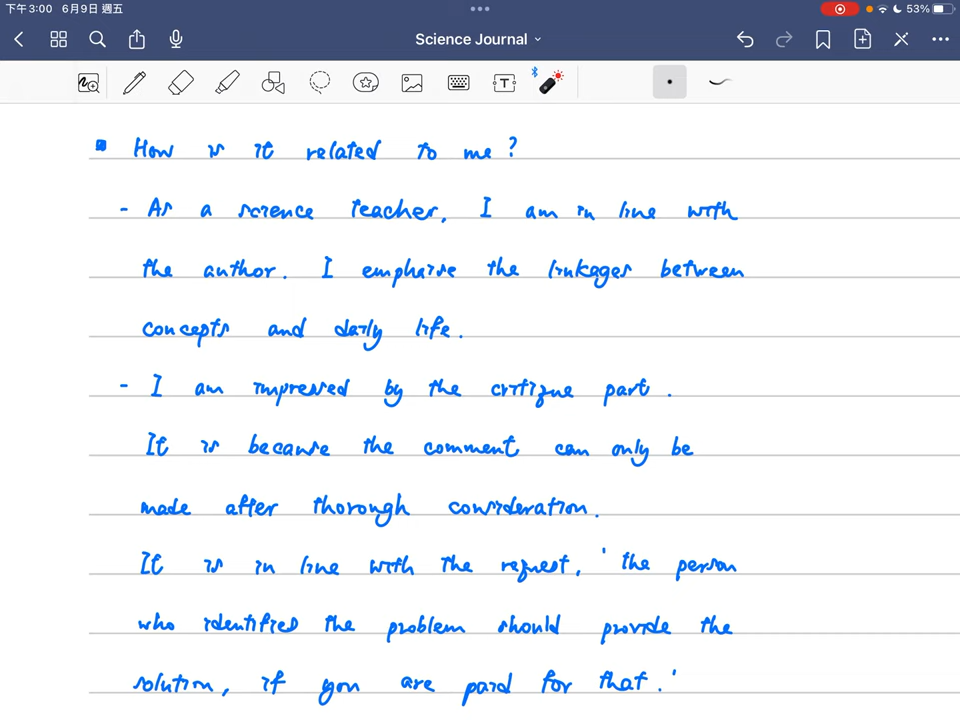 下午3:00 6月9日 週五
53%
Science Journal
T
How is it related to me?
- As a science teacher, I am in line with
the author. I emphaise the linkages between
concepts and daily life.
- I am impressed by the critique part.
It is because the comment can only be
made after thorough consideration.
It is in line with the request, 'the person
who identified the problem should provide the
solution, if you are paid for that.'